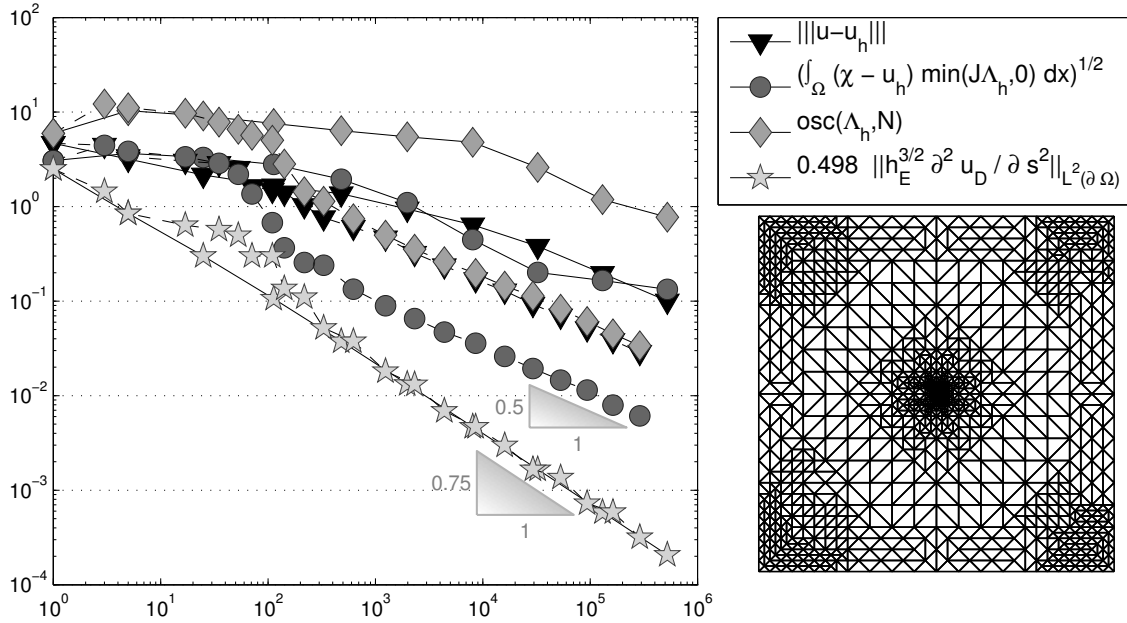 10^2
10^1
10^0
10^{-1}
10^{-2}
10^{-3}
10^{-4}
10^0 10^1 10^2 10^3 10^4 10^5 10^6
0.5
1
0.75
1
|||u−u_h|||
(∫_Ω (χ − u_h) min(JΛ_h,0) dx)^{1/2}
osc(Λ_h,N)
0.498 ||h_E^{3/2} ∂^2 u_D / ∂ s^2||_{L^2(∂ Ω)}